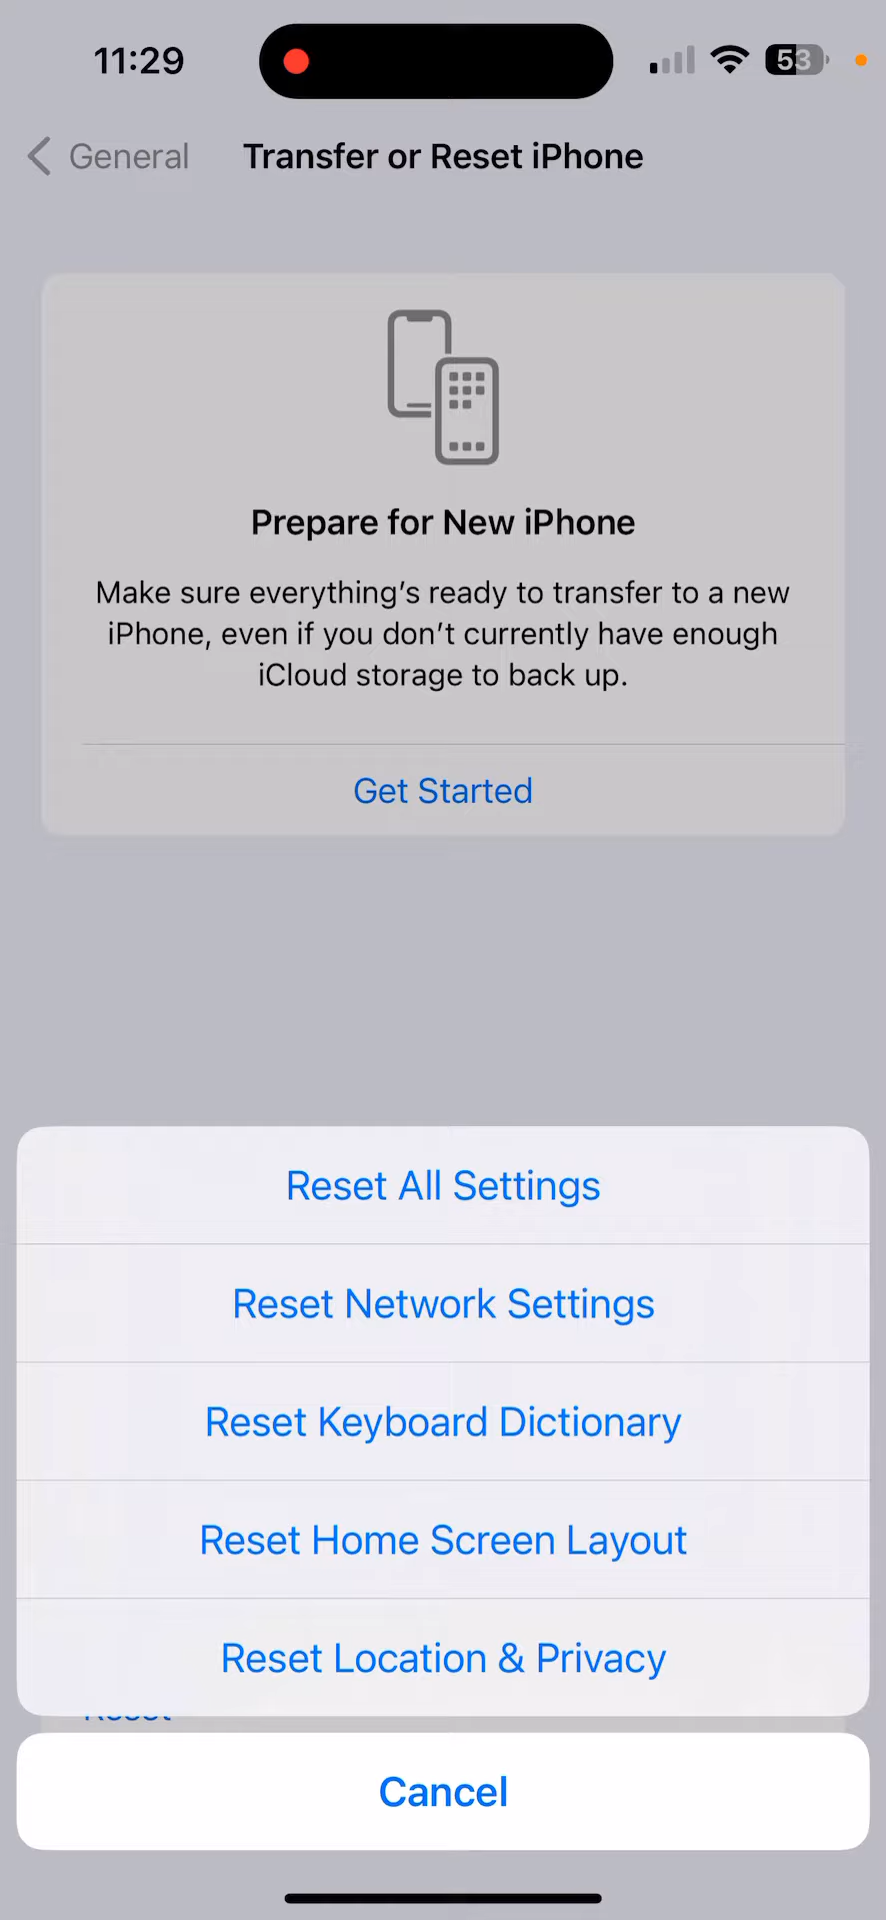 11:29
53
General
Transfer or Reset iPhone
Prepare for New iPhone
Make sure everything's ready to transfer to a new
iPhone, even if you don't currently have enough
iCloud storage to back up.
Get Started
Reset All Settings
Reset Network Settings
Reset Keyboard Dictionary
Reset Home Screen Layout
Reset Location & Privacy
Reset
Cancel